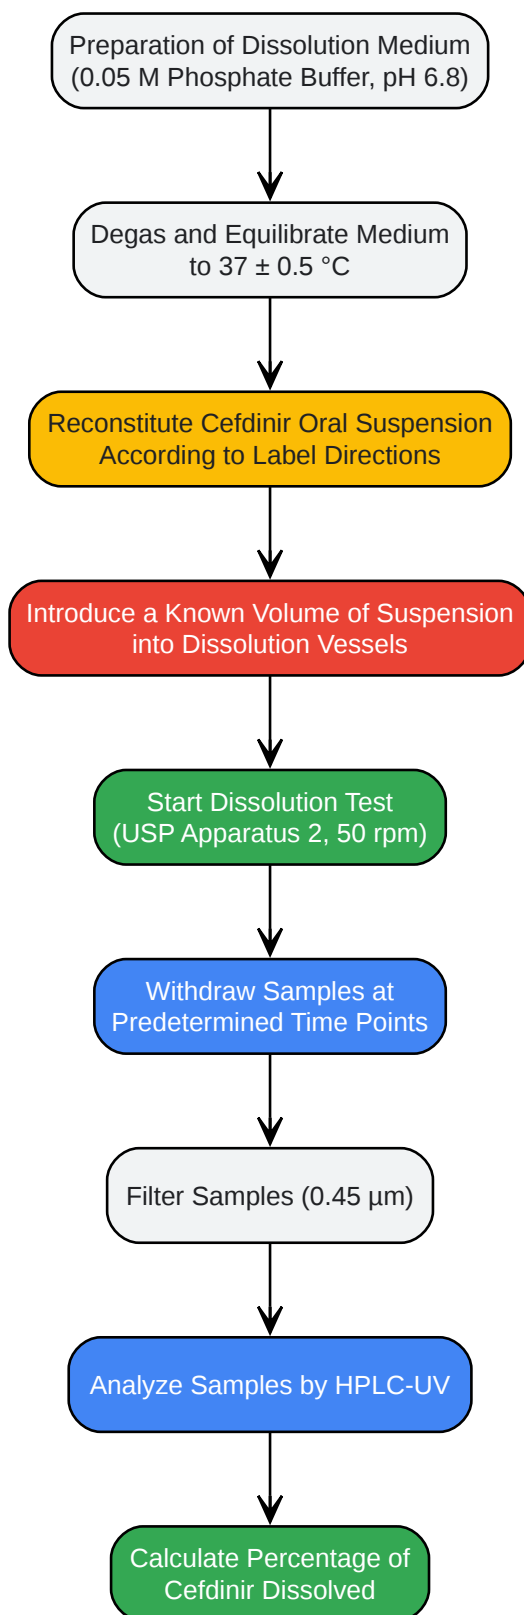 Preparation of Dissolution Medium
(0.05 M Phosphate Buffer, pH 6.8)
Degas and Equilibrate Medium
to 37 ± 0.5 °C
Reconstitute Cefdinir Oral Suspension
According to Label Directions
Introduce a Known Volume of Suspension
into Dissolution Vessels
Start Dissolution Test
(USP Apparatus 2, 50 rpm)
Withdraw Samples at
Predetermined Time Points
Filter Samples (0.45 µm)
Analyze Samples by HPLC-UV
Calculate Percentage of
Cefdinir Dissolved